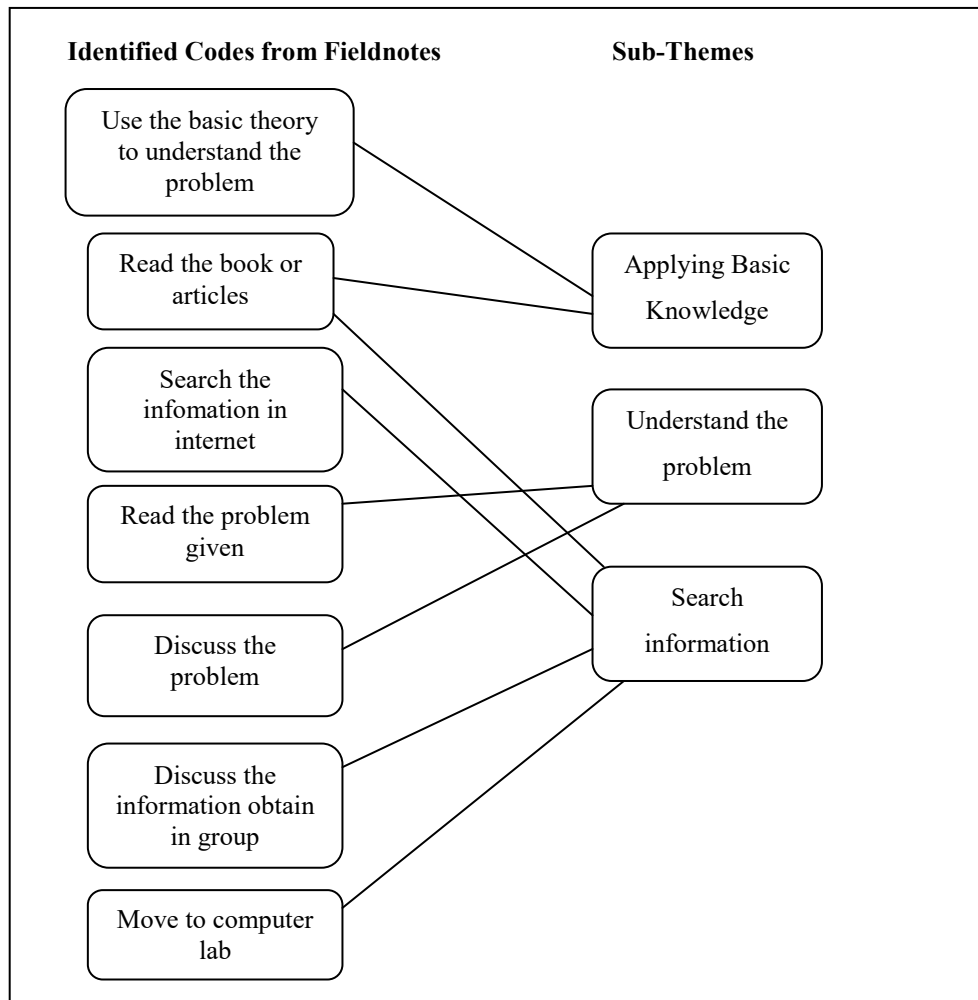 Identified Codes from Fieldnotes
Sub-Themes
Use the basic theory
to understand the
problem
Read the book or
articles
Search the
infomation in
internet
Read the problem
given
Discuss the
problem
Discuss the
information obtain
in group
Move to computer
lab
Applying Basic
Knowledge
Understand the
problem
Search
information